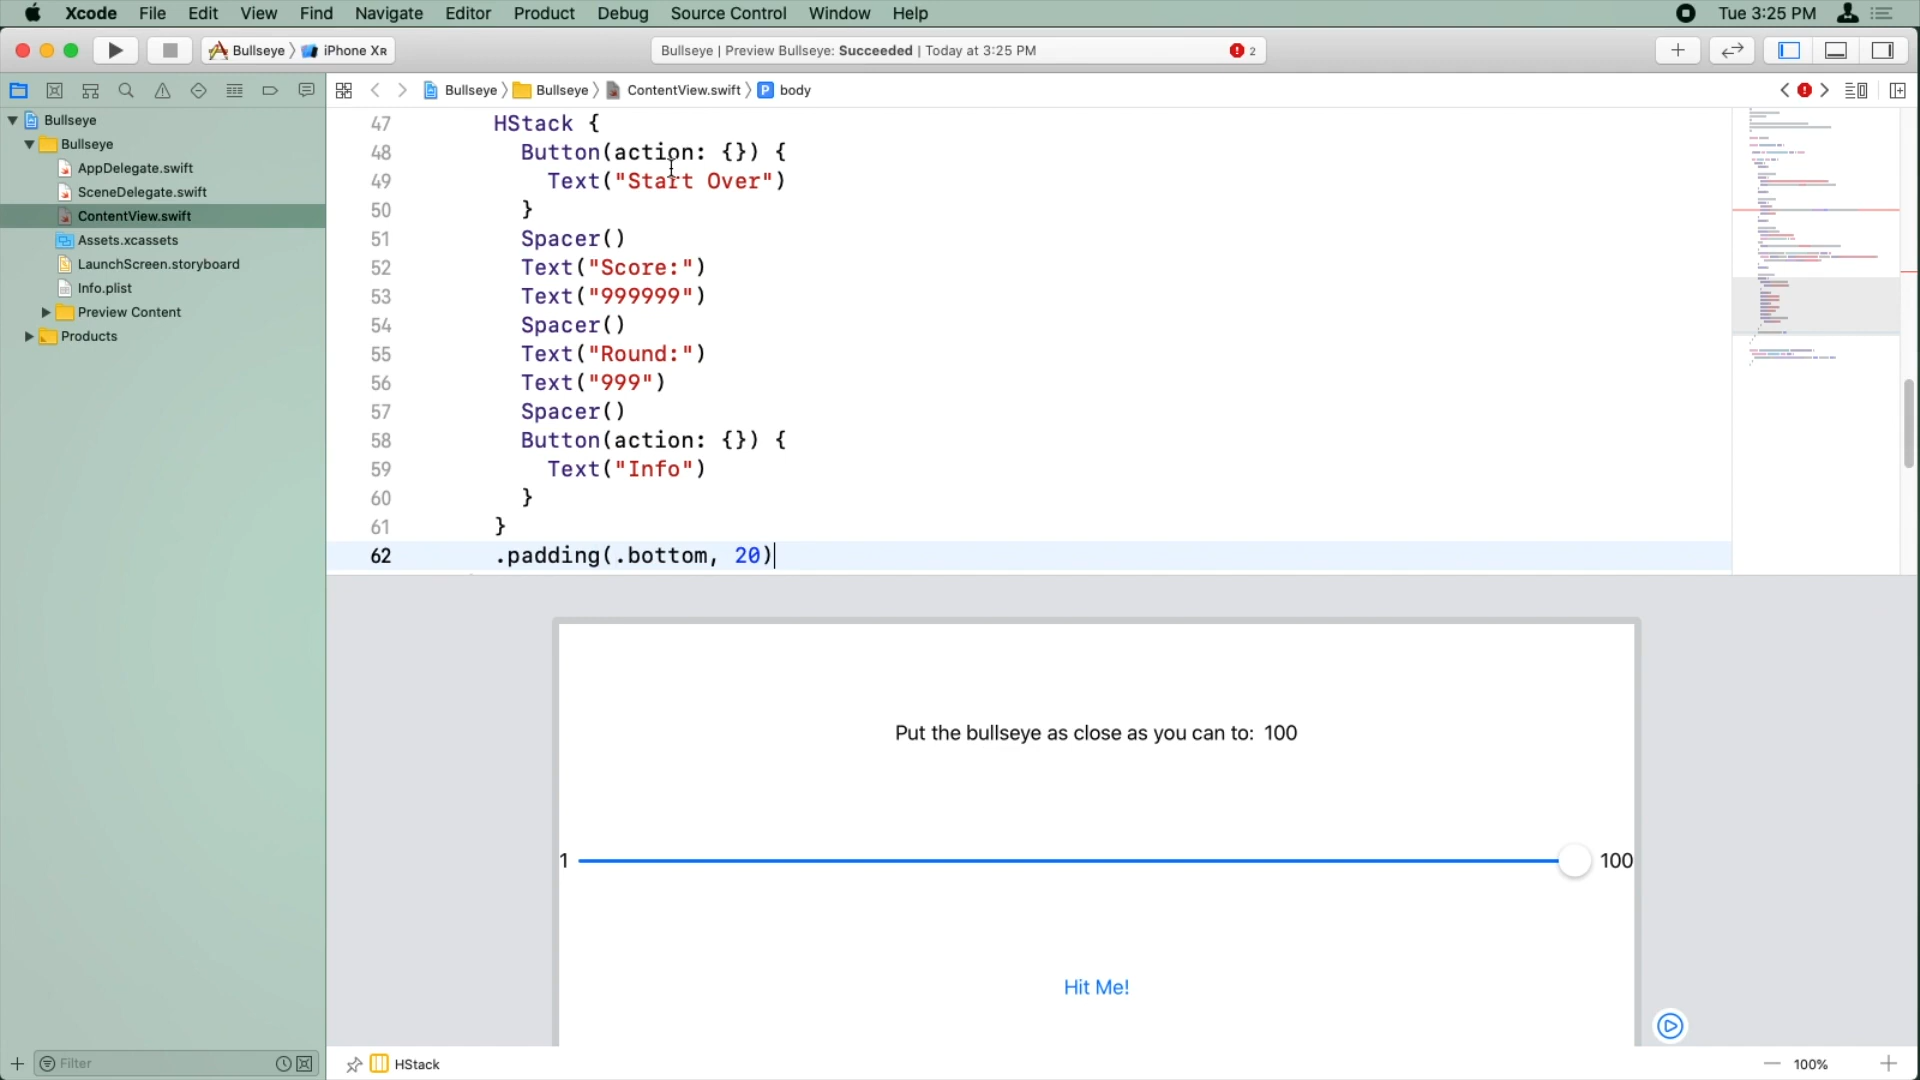 Xcode File Edit View Find Navigate Editor Product Debug Source Control Window Help Tue 3:25 PM
Bullseye iPhone XR Bullseye | Preview Bullseye: Succeeded | Today at 3:25 PM 2
Bullseye Bullseye ContentView.swift body
Bullseye
Bullseye
AppDelegate.swift
SceneDelegate.swift
ContentView.swift
Assets.xcassets
LaunchScreen.storyboard
Info.plist
Preview Content
Products
47 HStack {
48 Button(action: {}) {
49 Text("Start Over")
50 }
51 Spacer()
52 Text("Score:")
53 Text("999999")
54 Spacer()
55 Text("Round:")
56 Text("999")
57 Spacer()
58 Button(action: {}) {
59 Text("Info")
60 }
61 }
62 .padding(.bottom, 20)
Put the bullseye as close as you can to: 100
1 100
Hit Me!
Filter
HStack
100%